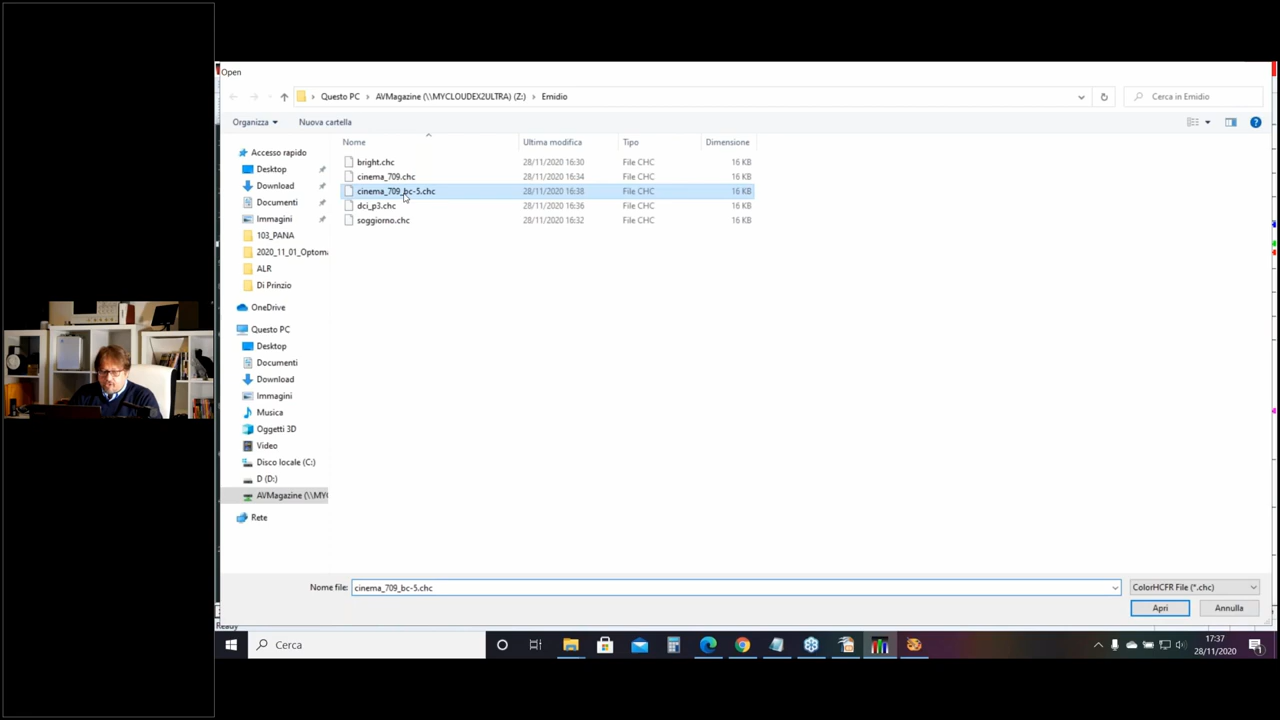 Open
Questo PC > AVMagazine (\\MYCLOUDEX2ULTRA) (Z:) > Emidio
Cerca in Emidio
Organizza
Nuova cartella
Nome
Ultima modifica
Tipo
Dimensione
bright.chc 28/11/2020 16:30 File CHC 16 KB
cinema_709.chc 28/11/2020 16:34 File CHC 16 KB
cinema_709_bc-5.chc 28/11/2020 16:38 File CHC 16 KB
dci_p3.chc 28/11/2020 16:36 File CHC 16 KB
soggiorno.chc 28/11/2020 16:32 File CHC 16 KB
Accesso rapido
Desktop
Download
Documenti
Immagini
103_PANA
2020_11_01_Optoma
ALR
Di Prinzio
OneDrive
Questo PC
Desktop
Documenti
Download
Immagini
Musica
Oggetti 3D
Video
Disco locale (C:)
D (D:)
AVMagazine (\\MY
Rete
Nome file: cinema_709_bc-5.chc
ColorHCFR File (*.chc)
Apri
Annulla
Ready
Cerca
17:37
28/11/2020